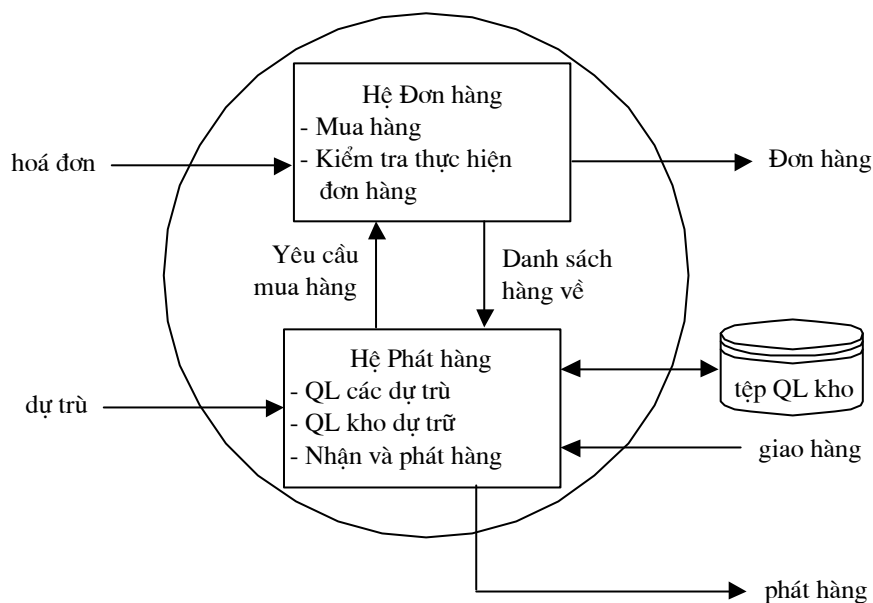 Hệ Đơn hàng
- Mua hàng
- Kiểm tra thực hiện
đơn hàng
hoá đơn
Đơn hàng
Yêu cầu
mua hàng
Danh sách
hàng về
Hệ Phát hàng
- QL các dự trù
- QL kho dự trữ
- Nhận và phát hàng
dự trù
tệp QL kho
giao hàng
phát hàng